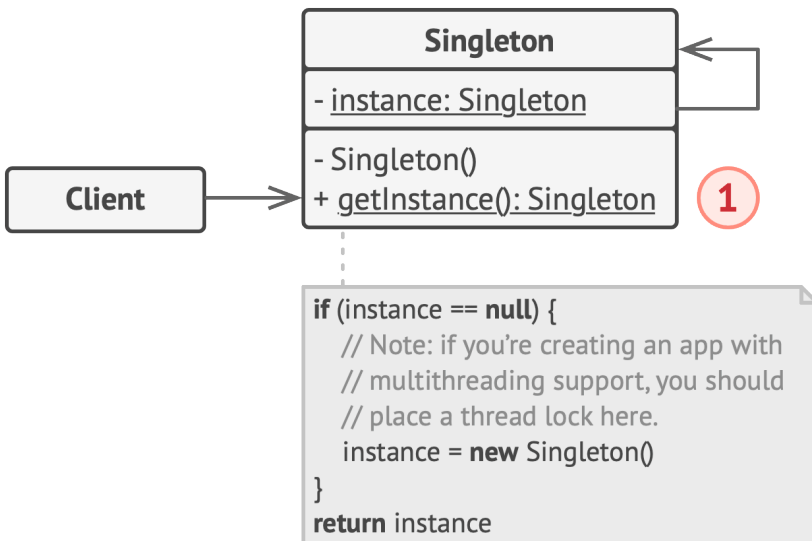 Singleton
- instance: Singleton
- Singleton()
+ getInstance(): Singleton
Client
1
if (instance == null) {
// Note: if you’re creating an app with
// multithreading support, you should
// place a thread lock here.
instance = new Singleton()
}
return instance